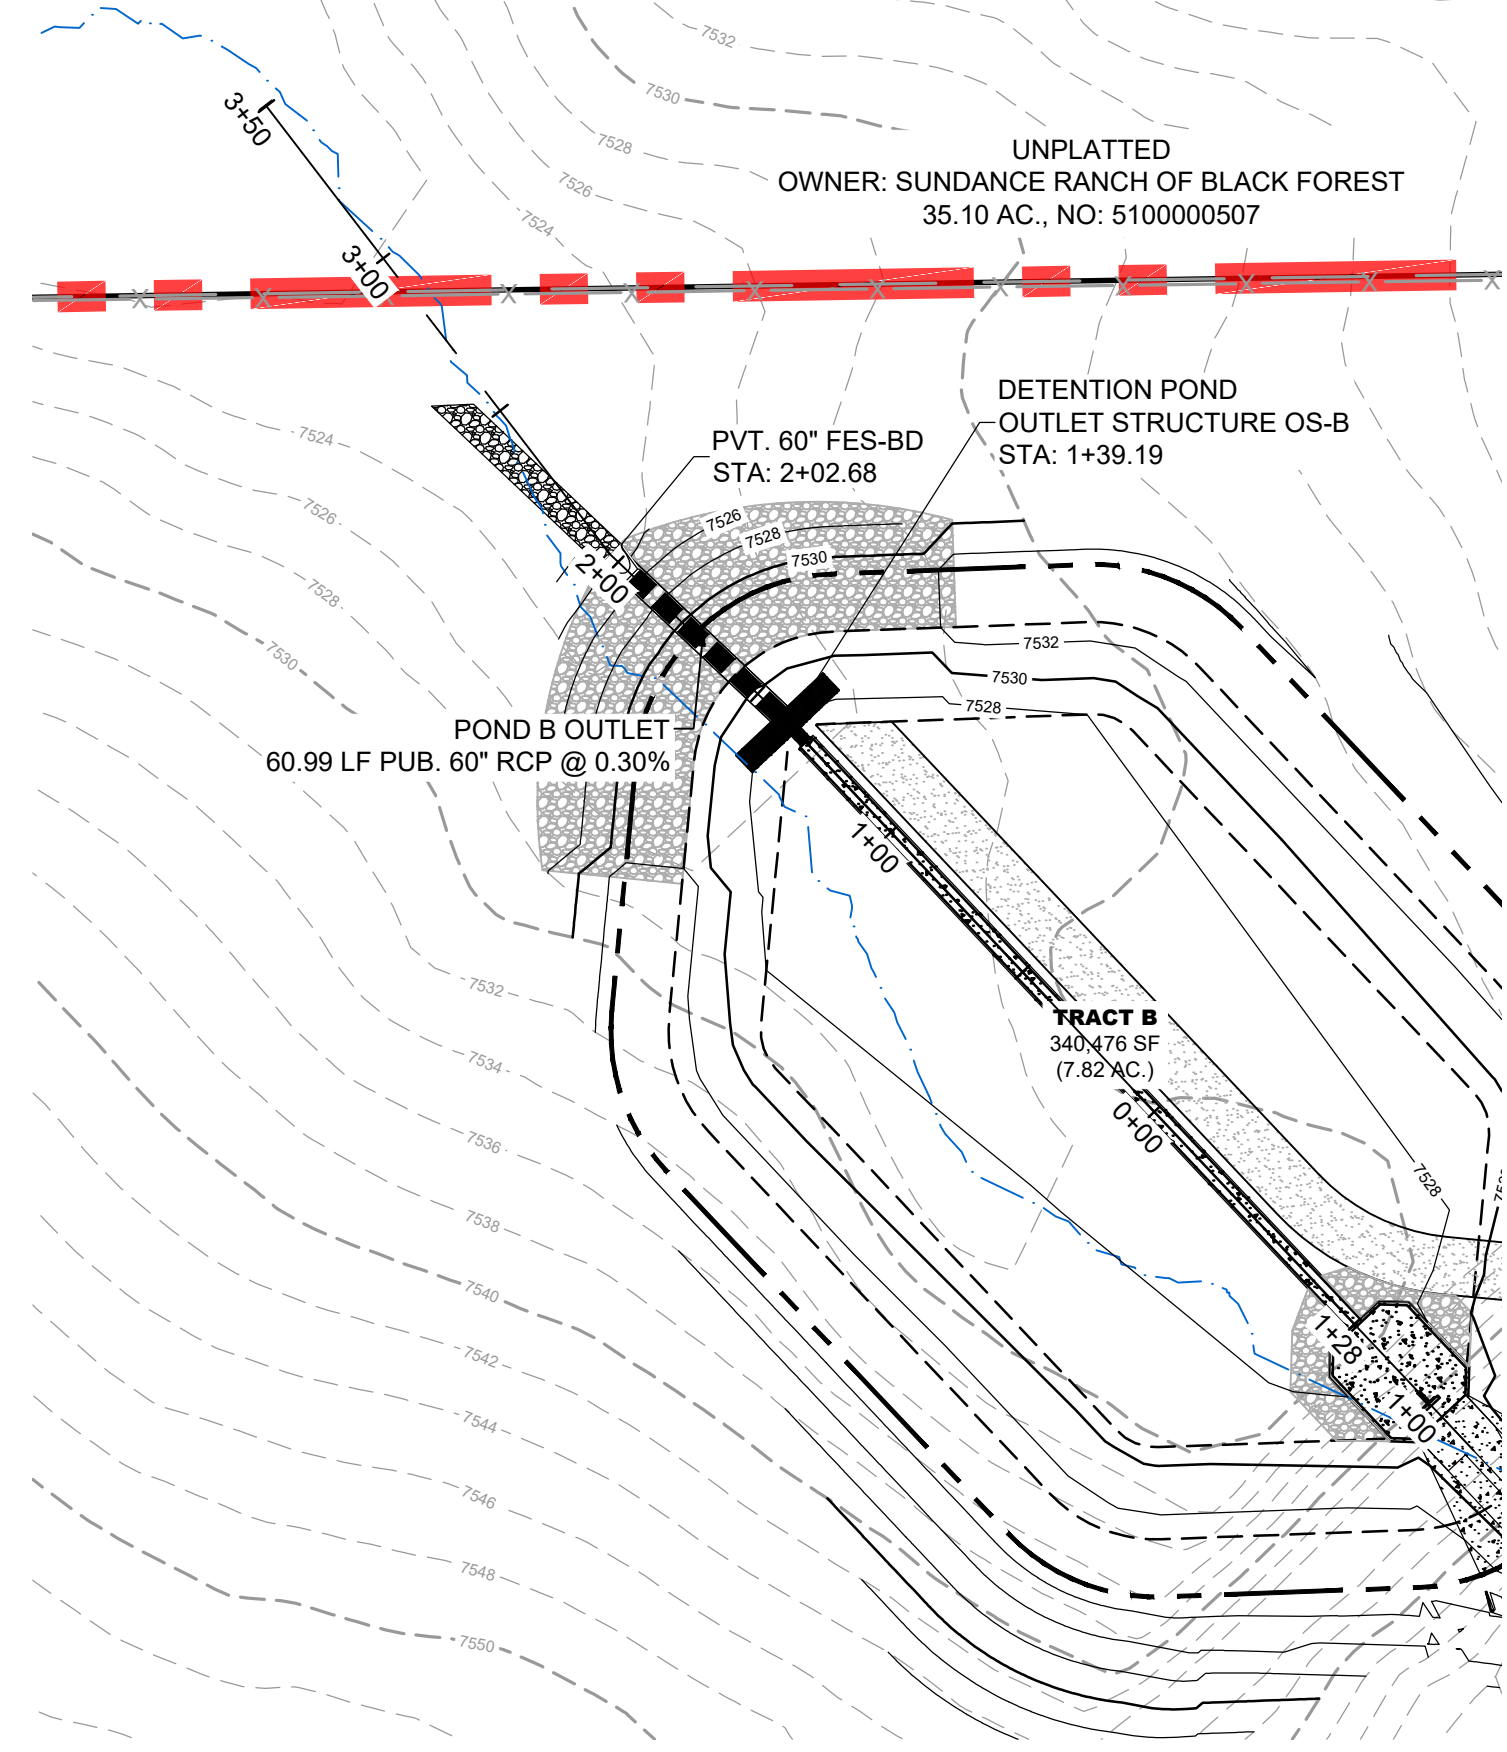 7532
7530
7528
7526
7524
3+50
UNPLATTED
OWNER: SUNDANCE RANCH OF BLACK FOREST
35.10 AC., NO: 5100000507
3+00
DETENTION POND
OUTLET STRUCTURE OS-B
STA: 1+39.19
PVT. 60" FES-BD
STA: 2+02.68
7524
7526
7528
7530
7526
7528
7530
2+00
7532
7530
7528
POND B OUTLET
60.99 LF PUB. 60" RCP @ 0.30%
1+00
7532
7534
7536
7538
7540
7542
7544
7546
7548
7550
TRACT B
340,476 SF
(7.82 AC.)
0+00
7528
1+28
1+00